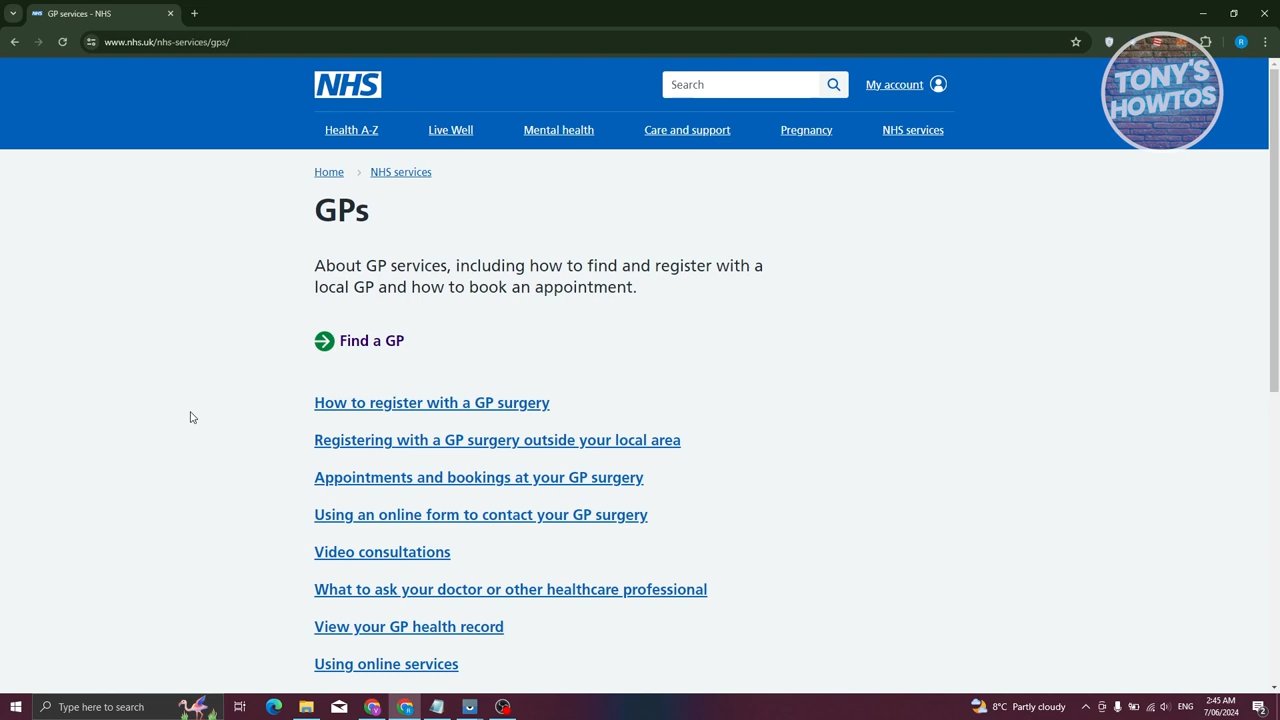 GP services - NHS
www.nhs.uk/nhs-services/gps/
NHS
Search
My account
TONY'S
HOWTOS
Health A-Z
Live Well
Mental health
Care and support
Pregnancy
NHS services
Home
NHS services
GPs
About GP services, including how to find and register with a
local GP and how to book an appointment.
Find a GP
How to register with a GP surgery
Registering with a GP surgery outside your local area
Appointments and bookings at your GP surgery
Using an online form to contact your GP surgery
Video consultations
What to ask your doctor or other healthcare professional
View your GP health record
Using online services
Type here to search
8°C Partly cloudy
ENG
2:45 AM
7/06/2024